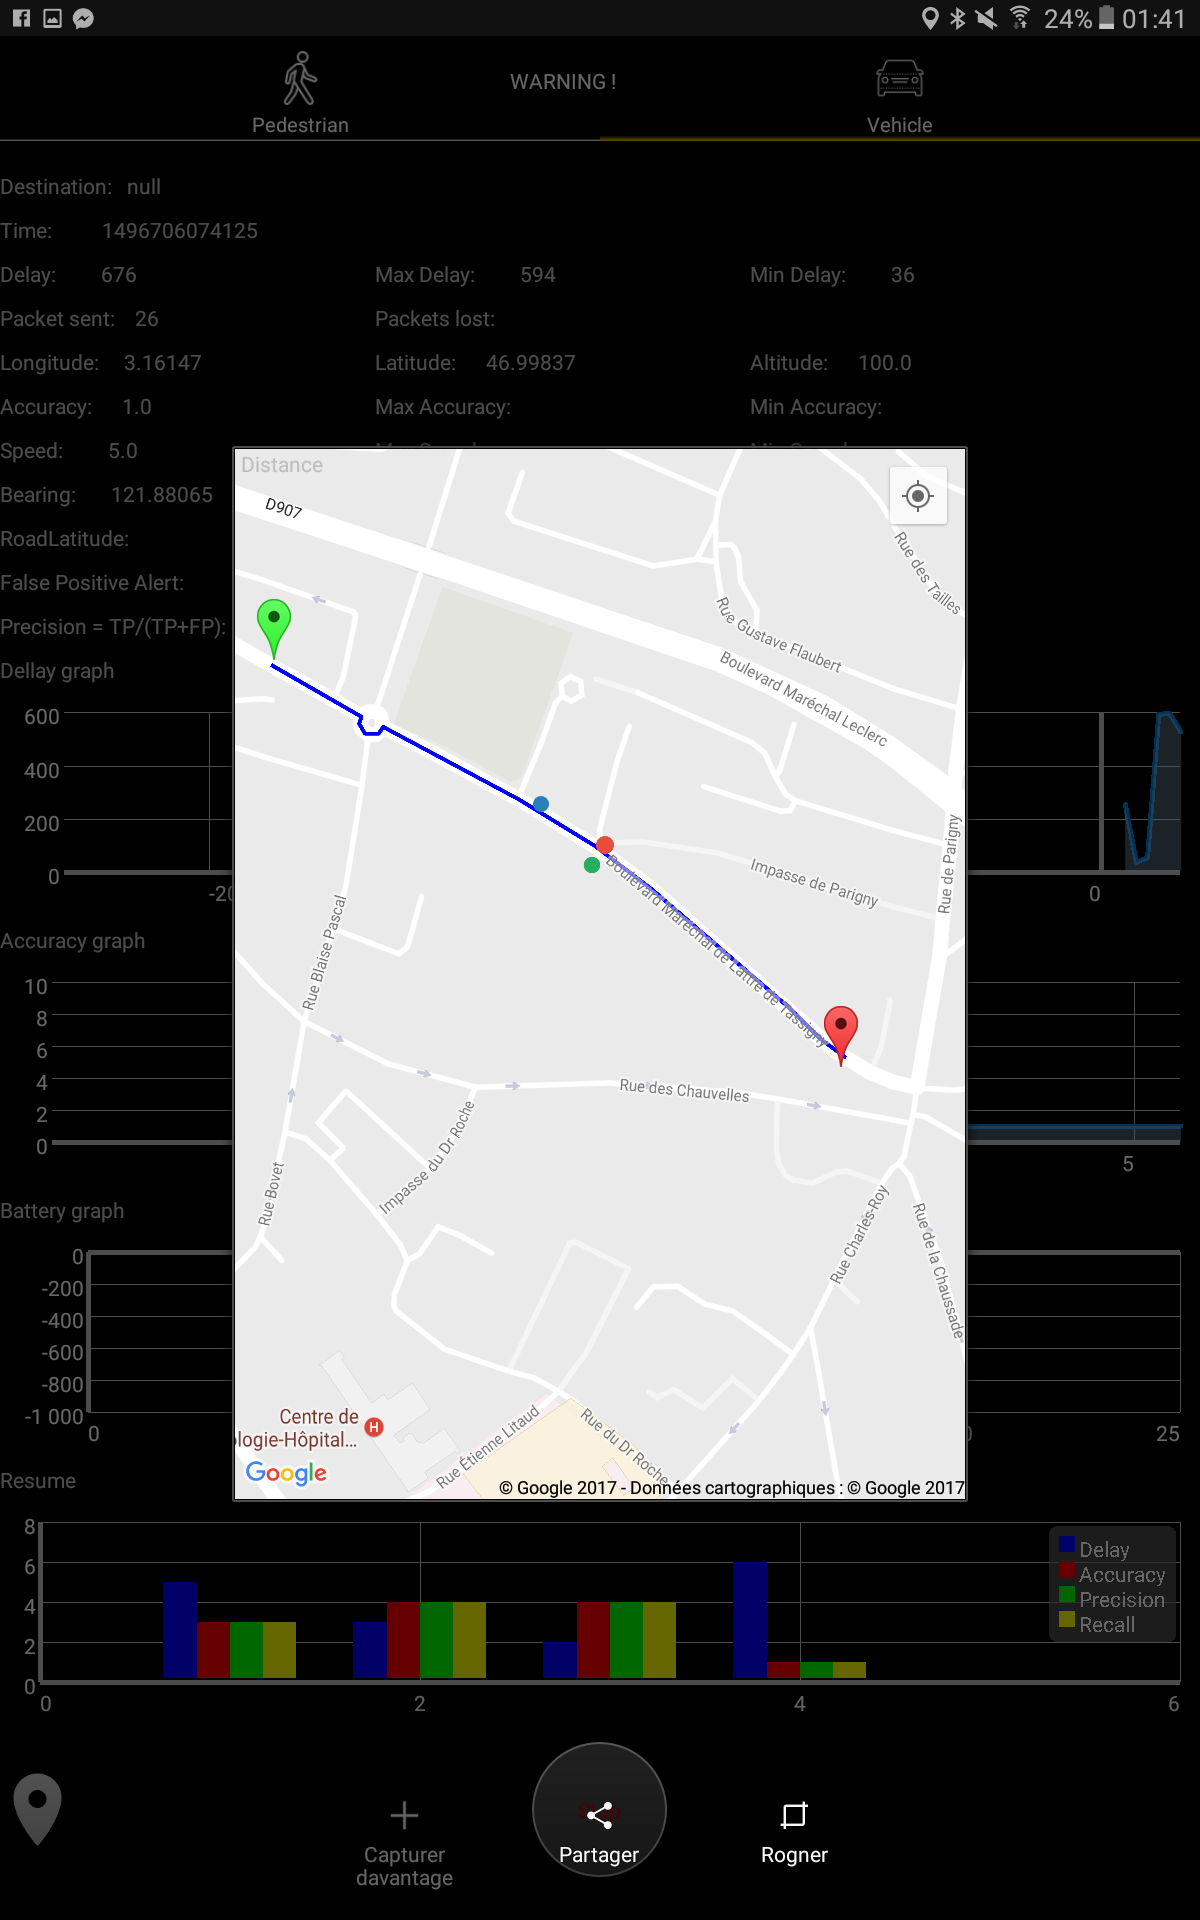 24% 01:41
WARNING !
Pedestrian Vehicle
Destination: null
Time: 1496706074125
Delay: 676 Max Delay: 594 Min Delay: 36
Packet sent: 26 Packets lost:
Longitude: 3.16147 Latitude: 46.99837 Altitude: 100.0
Accuracy: 1.0 Max Accuracy: Min Accuracy:
Speed: 5.0
Bearing: 121.88065
RoadLatitude:
False Positive Alert:
Precision = TP/(TP+FP):
Dellay graph
600
400
200
0
-20 0
Accuracy graph
10
8
6
4
2
0
5
Battery graph
0
-200
-400
-600
-800
-1 000
0 25
Distance
D907
Rue des Tailles
Rue Gustave Flaubert
Boulevard Maréchal Leclerc
Rue de Parigny
Impasse de Parigny
Boulevard Maréchal de Lattre de Tassigny
Rue Blaise Pascal
Rue des Chauvelles
Impasse du Dr Roche
Rue Bovet
Rue Charles-Roy
Rue de la Chaussade
Centre de
logie-Hôpital...
H
Rue Étienne Litaud
Rue du Dr Roche
Google
© Google 2017 - Données cartographiques : © Google 2017
Resume
8
6
4
2
0
0 2 4 6
Delay
Accuracy
Precision
Recall
Capturer
davantage
Partager
Rogner